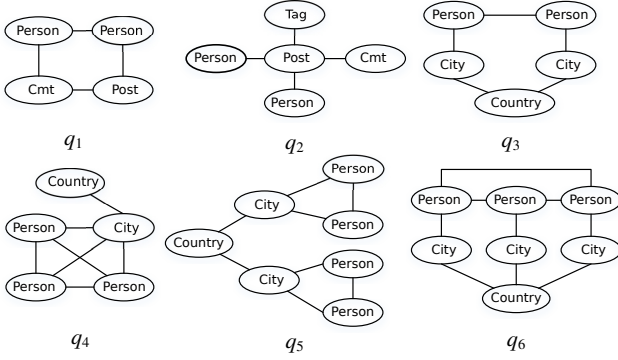 Person Person
Cmt Post
q1
Tag
Person Post Cmt
Person
q2
Person Person
City City
Country
q3
Country
Person City
Person Person
q4
Person
City
Person
Country
Person
City
Person
q5
Person Person Person
City City City
Country
q6